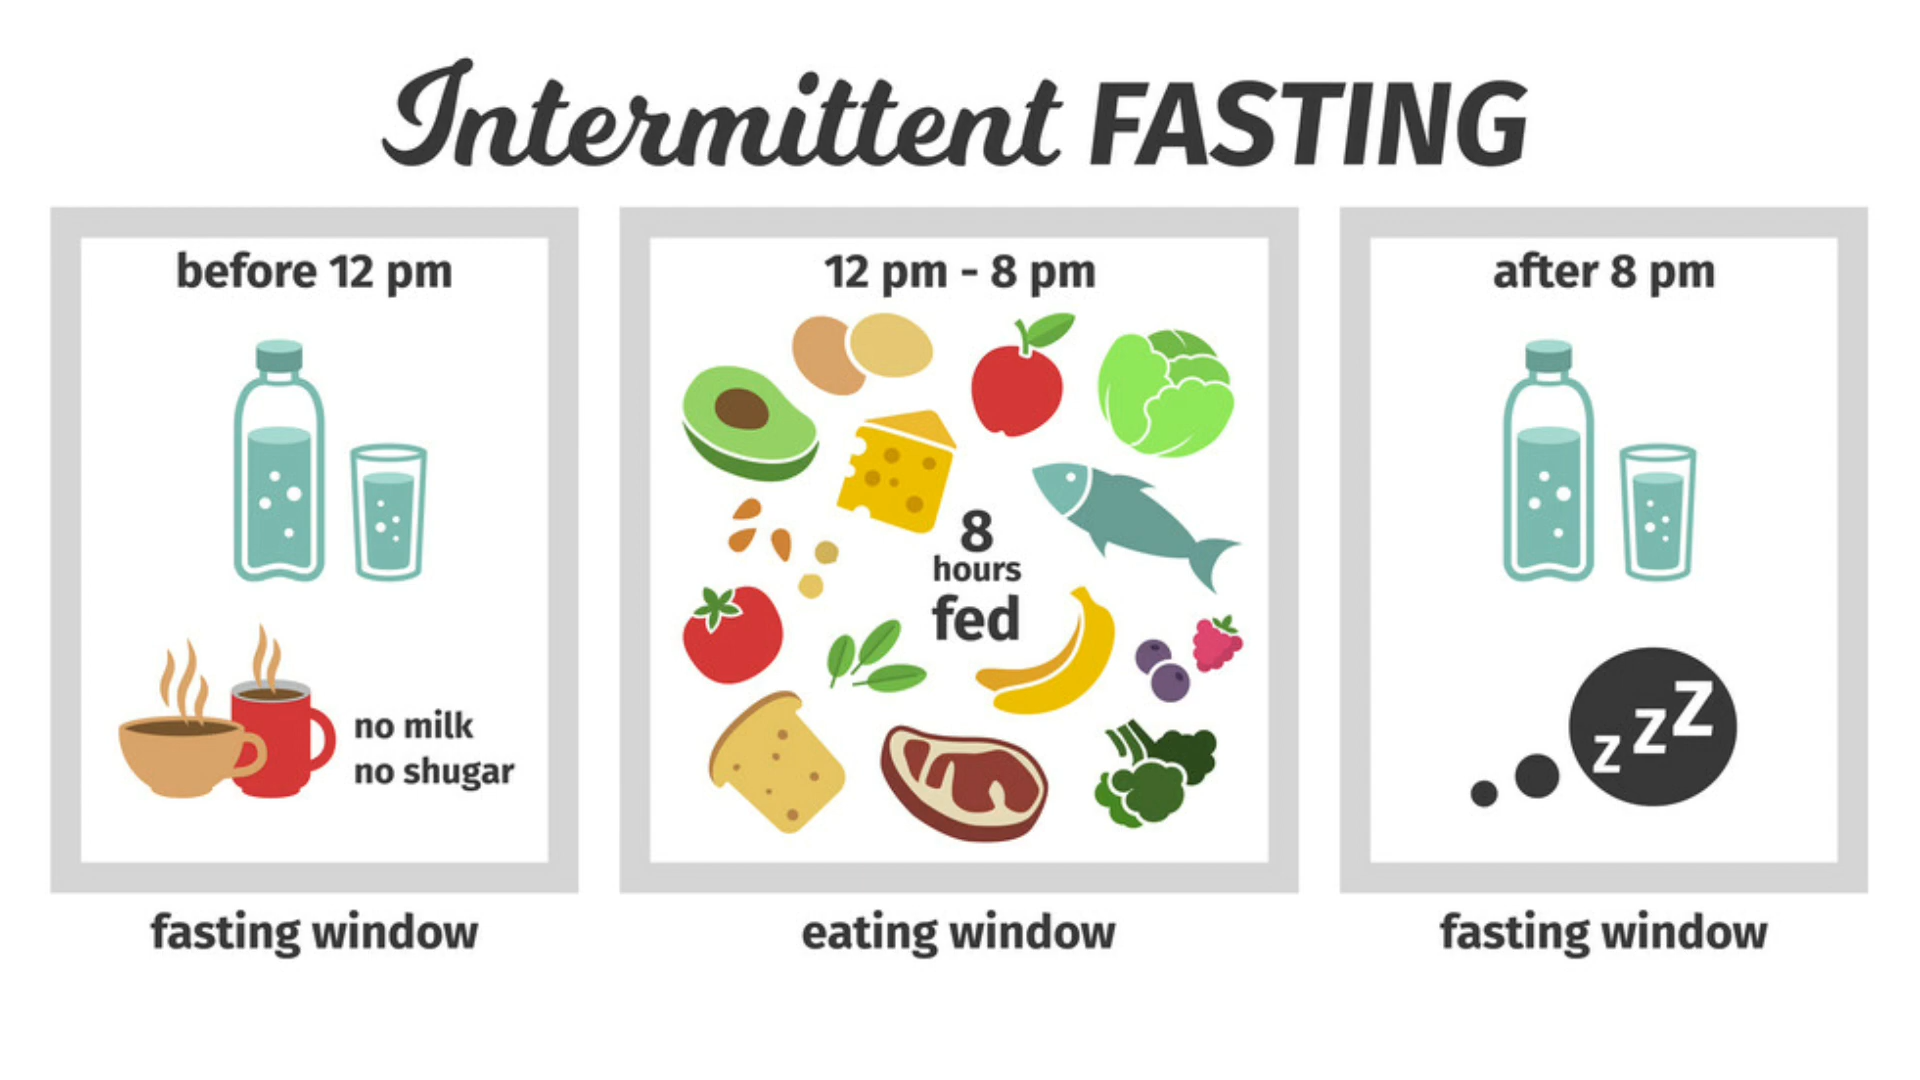 Intermittent FASTING
before 12 pm
no milk
no shugar
fasting window
12 pm - 8 pm
8
hours
fed
eating window
after 8 pm
z z z
fasting window